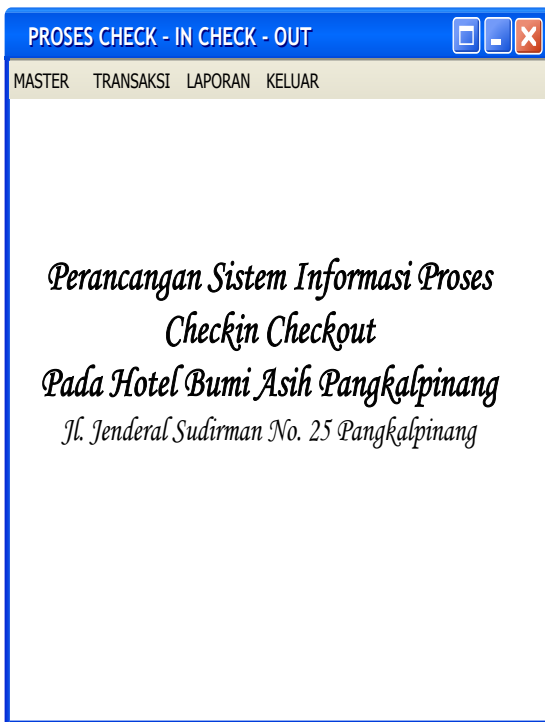 PROSES CHECK - IN CHECK - OUT
MASTER TRANSAKSI LAPORAN KELUAR
Perancangan Sistem Informasi Proses
Checkin Checkout
Pada Hotel Bumi Asih Pangkalpinang
Jl. Jenderal Sudirman No. 25 Pangkalpinang